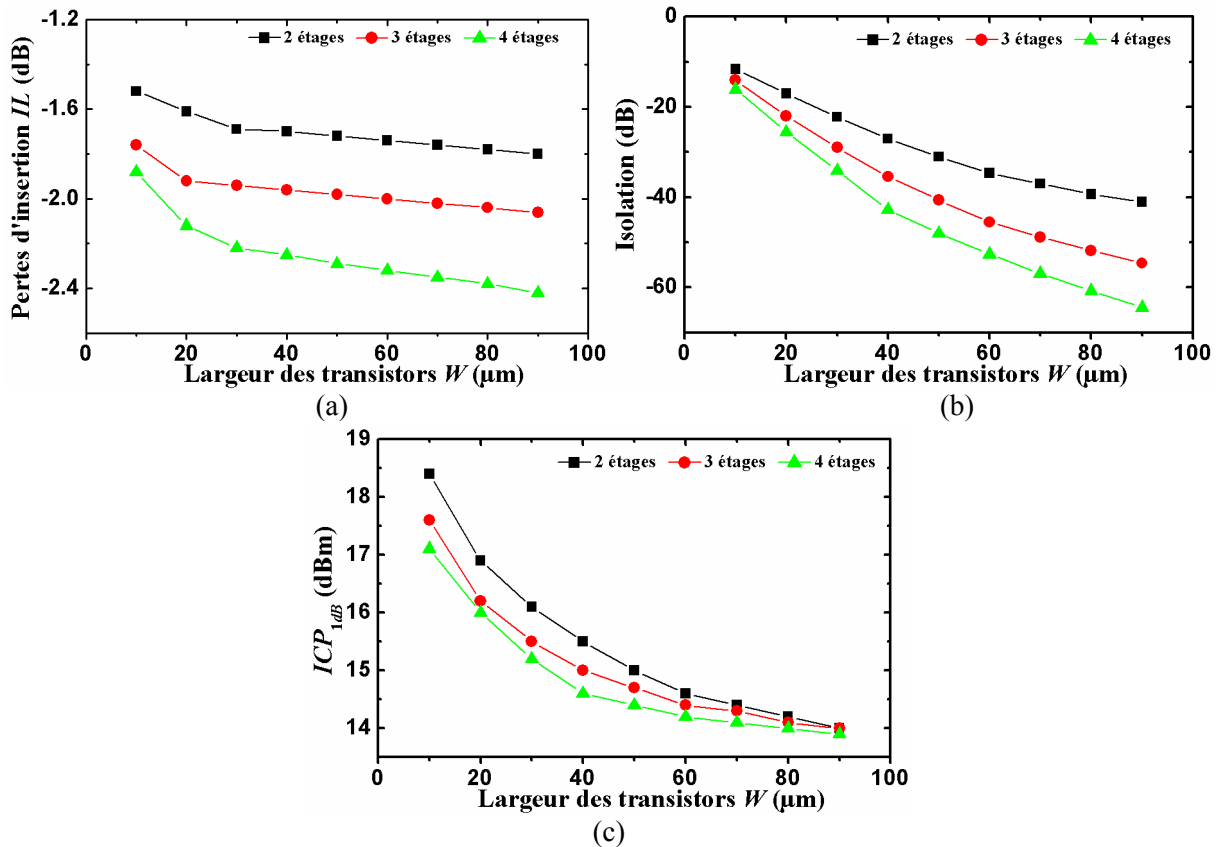 -1.2
-1.6
-2.0
-2.4
Pertes d'insertion IL (dB)
2 étages 3 étages 4 étages
0 20 40 60 80 100
Largeur des transistors W (µm)
(a)
0
-20
-40
-60
Isolation (dB)
2 étages 3 étages 4 étages
0 20 40 60 80 100
Largeur des transistors W (µm)
(b)
19
18
17
16
15
14
ICP1dB (dBm)
2 étages 3 étages 4 étages
0 20 40 60 80 100
Largeur des transistors W (µm)
(c)